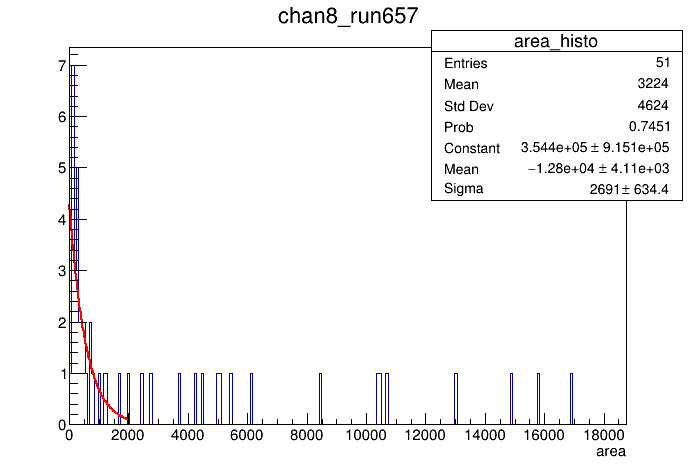 chan8_run657
area_histo
Entries 51
Mean 3224
Std Dev 4624
Prob 0.7451
Constant 3.544e+05 ± 9.151e+05
Mean −1.28e+04 ± 4.11e+03
Sigma 2691 ± 634.4
7
6
5
4
3
2
1
0
0 2000 4000 6000 8000 10000 12000 14000 16000 18000
area